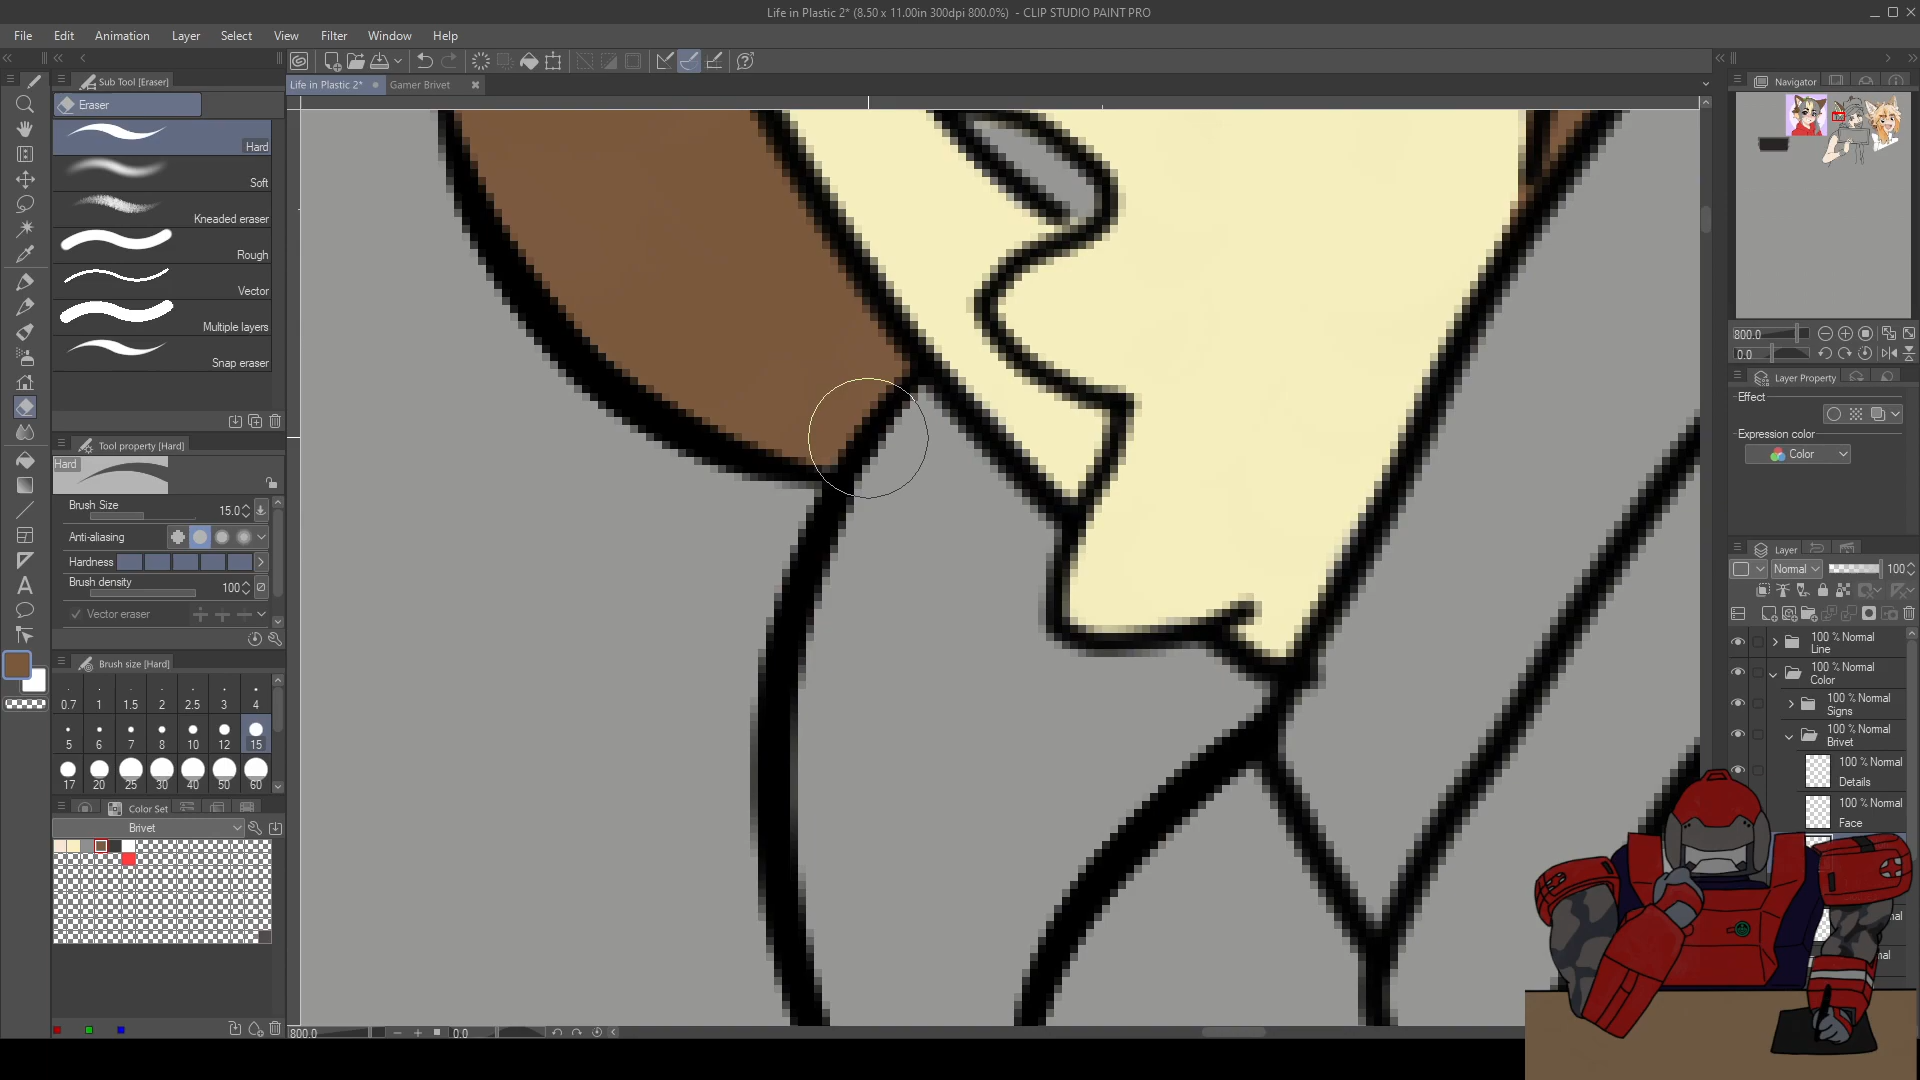 Life in Plastic 2* (8.50 x 11.00in 300dpi 800.0%)  - CLIP STUDIO PAINT PRO
File Edit Animation Layer Select View Filter Window Help
Sub Tool [Eraser]
Life in Plastic 2*
Gamer Brivet
Navigator
Eraser
Hard
Soft
Kneaded eraser
Rough
Vector
Multiple layers
Snap eraser
800.0
0.0
Layer Property
Effect
Expression color
Color
Tool property [Hard]
Hard
Brush Size 15.0
Anti-aliasing
Hardness
Brush density 100
Vector eraser
Layer
Normal 100
Brush size [Hard]
0.7 1 1.5 2 2.5 3 4
5 6 7 8 10 12 15
17 20 25 30 40 50 60
100 % Normal
Line
100 % Normal
Color
100 % Normal
Signs
100 % Normal
Brivet
100 % Normal
Details
100 % Normal
Face
Color Set
Brivet
800.0
0.0